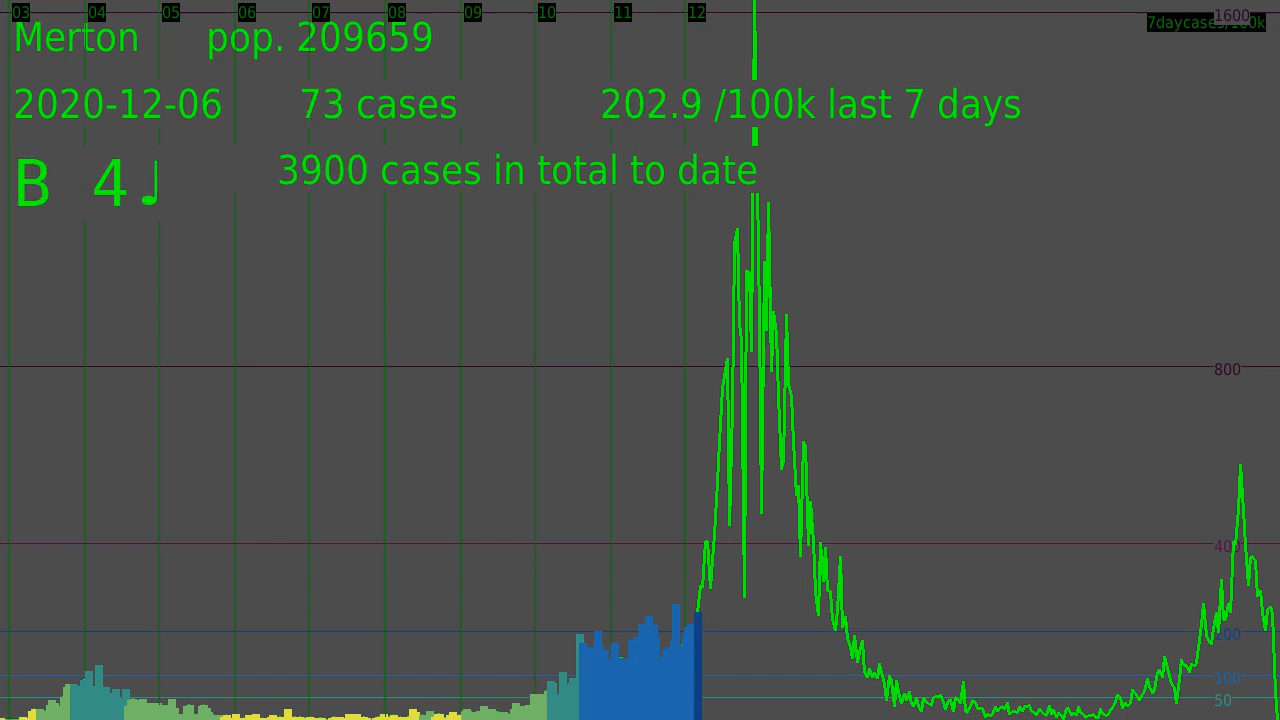 03 04 05 06 07 08 09 10 11 12
1600
7daycases/100k
Merton pop. 209659
2020-12-06 73 cases 202.9 /100k last 7 days
B 4♩ 3900 cases in total to date
800
400
200
100
50